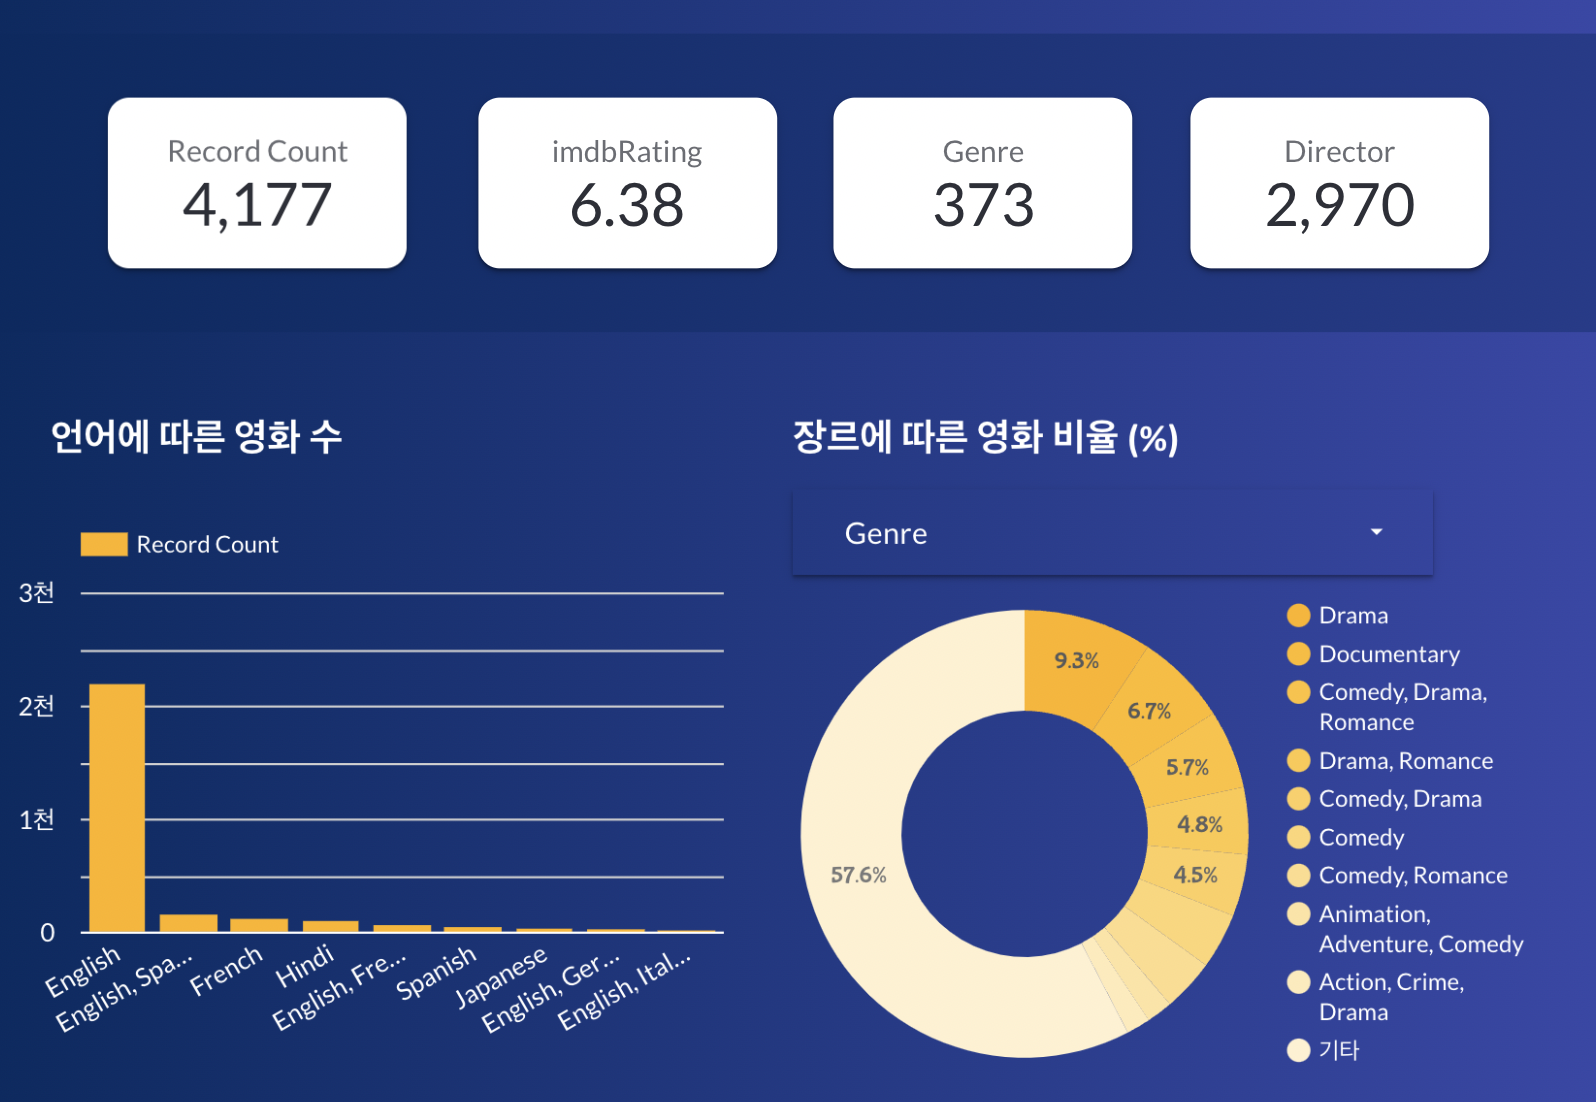 Record Count
4,177
imdbRating
6.38
Genre
373
Director
2,970
언어에 따른 영화 수
Record Count
3천
2천
1천
0
English
English, Spa...
French
Hindi
English, Fre...
Spanish
Japanese
English, Ger...
English, Ital...
장르에 따른 영화 비율 (%)
Genre
9.3%
6.7%
5.7%
4.8%
4.5%
57.6%
Drama
Documentary
Comedy, Drama,
Romance
Drama, Romance
Comedy, Drama
Comedy
Comedy, Romance
Animation,
Adventure, Comedy
Action, Crime,
Drama
기타